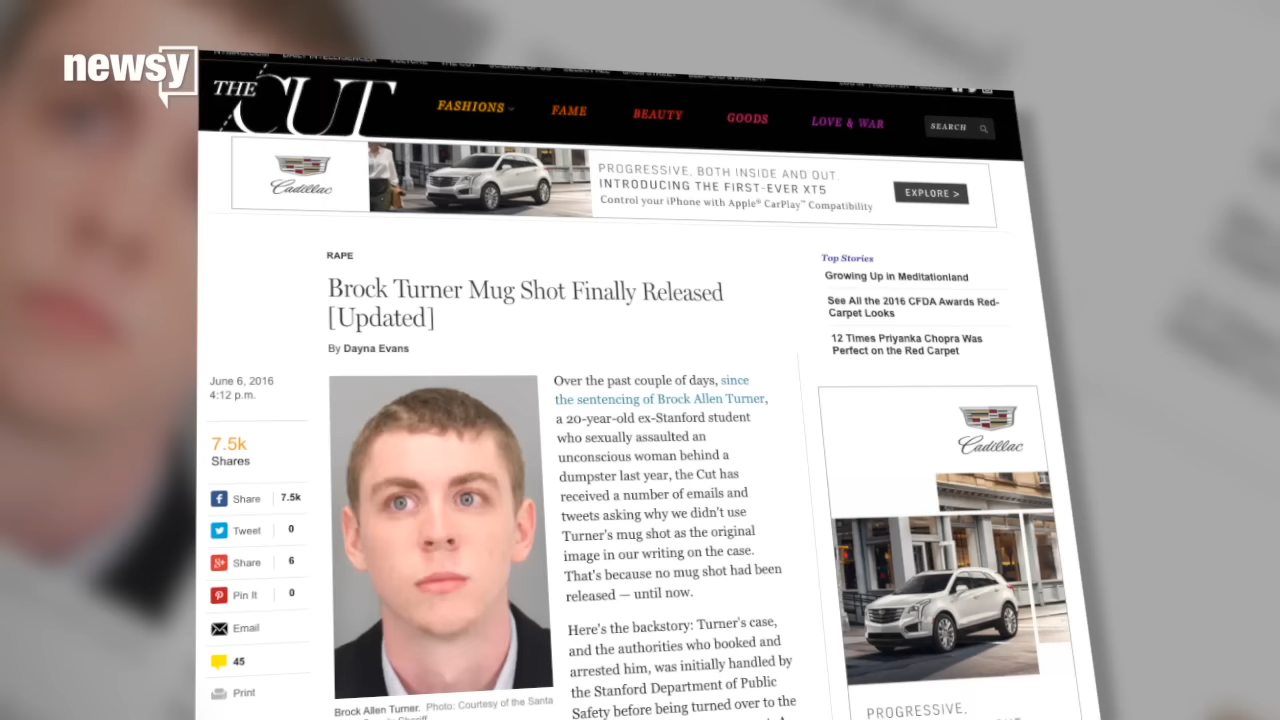 newsy
THE CUT
FASHIONS
FAME
BEAUTY
GOODS
LOVE & WAR
SEARCH
Cadillac
PROGRESSIVE, BOTH INSIDE AND OUT.
INTRODUCING THE FIRST-EVER XT5
Control your iPhone with Apple® CarPlay™ Compatibility
EXPLORE >
RAPE
Brock Turner Mug Shot Finally Released
[Updated]
By Dayna Evans
June 6, 2016
4:12 p.m.
7.5k
Shares
Share 7.5k
Tweet 0
Share 6
Pin It 0
Email
45
Print
Over the past couple of days, since
the sentencing of Brock Allen Turner,
a 20-year-old ex-Stanford student
who sexually assaulted an
unconscious woman behind a
dumpster last year, the Cut has
received a number of emails and
tweets asking why we didn't use
Turner's mug shot as the original
image in our writing on the case.
That's because no mug shot had been
released — until now.
Here's the backstory: Turner's case,
and the authorities who booked and
arrested him, was initially handled by
the Stanford Department of Public
Safety before being turned over to the
Brock Allen Turner. Photo: Courtesy of the Santa
Top Stories
Growing Up in Meditationland
See All the 2016 CFDA Awards Red-
Carpet Looks
12 Times Priyanka Chopra Was
Perfect on the Red Carpet
Cadillac
PROGRESSIVE,